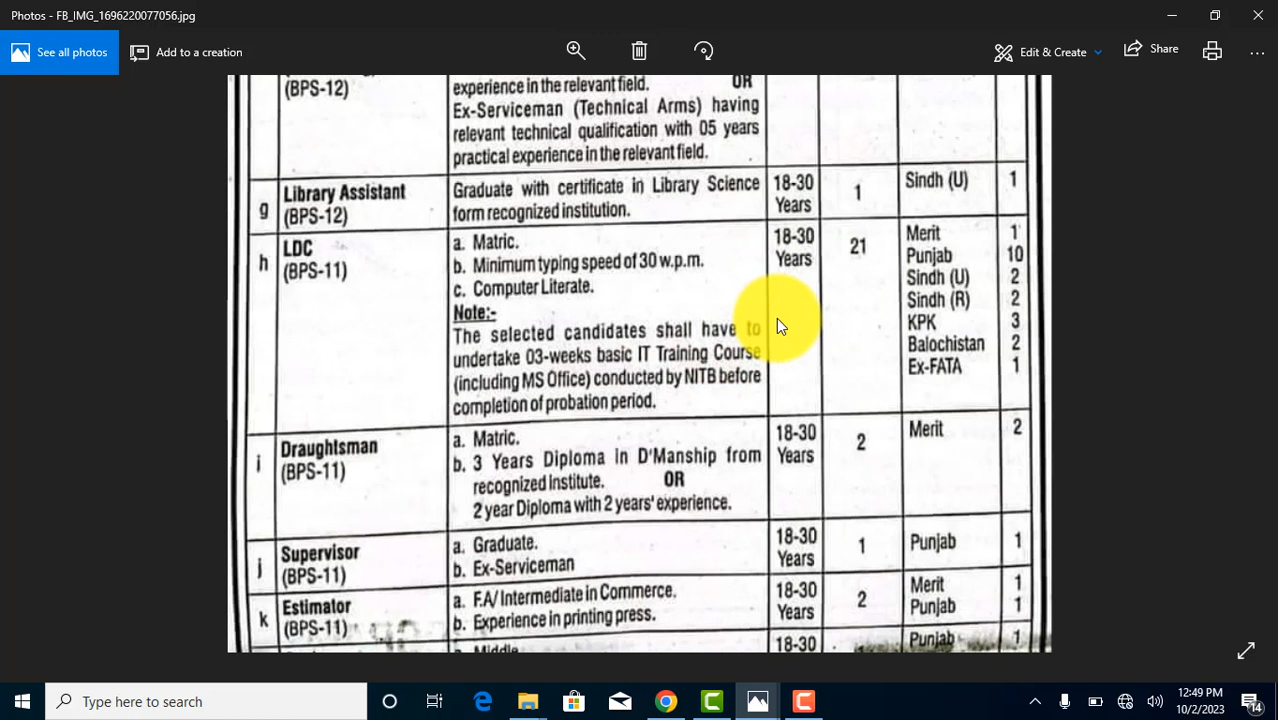 Photos - FB_IMG_1696220077056.jpg
See all photos
Add to a creation
Edit & Create
Share
(BPS-12)
experience in the relevant field. OR
Ex-Serviceman (Technical Arms) having
relevant technical qualification with 05 years
practical experience in the relevant field.
g Library Assistant (BPS-12)
Graduate with certificate in Library Science
form recognized institution.
18-30
Years
1
Sindh (U) 1
h LDC
(BPS-11)
a. Matric.
b. Minimum typing speed of 30 w.p.m.
c. Computer Literate.
Note:-
The selected candidates shall have to
undertake 03-weeks basic IT Training Course
(including MS Office) conducted by NITB before
completion of probation period.
18-30
Years
21
Merit 1
Punjab 10
Sindh (U) 2
Sindh (R) 2
KPK 3
Balochistan 2
Ex-FATA 1
i Draughtsman
(BPS-11)
a. Matric.
b. 3 Years Diploma in D'Manship from
recognized Institute. OR
2 year Diploma with 2 years' experience.
18-30
Years
2
Merit 2
j Supervisor
(BPS-11)
a. Graduate.
b. Ex-Serviceman
18-30
Years
1
Punjab 1
k Estimator
(BPS-11)
a. F.A/ Intermediate in Commerce.
b. Experience in printing press.
18-30
Years
2
Merit 1
Punjab 1
a. Middle
18-30
Punjab 1
Type here to search
12:49 PM
10/2/2023
14